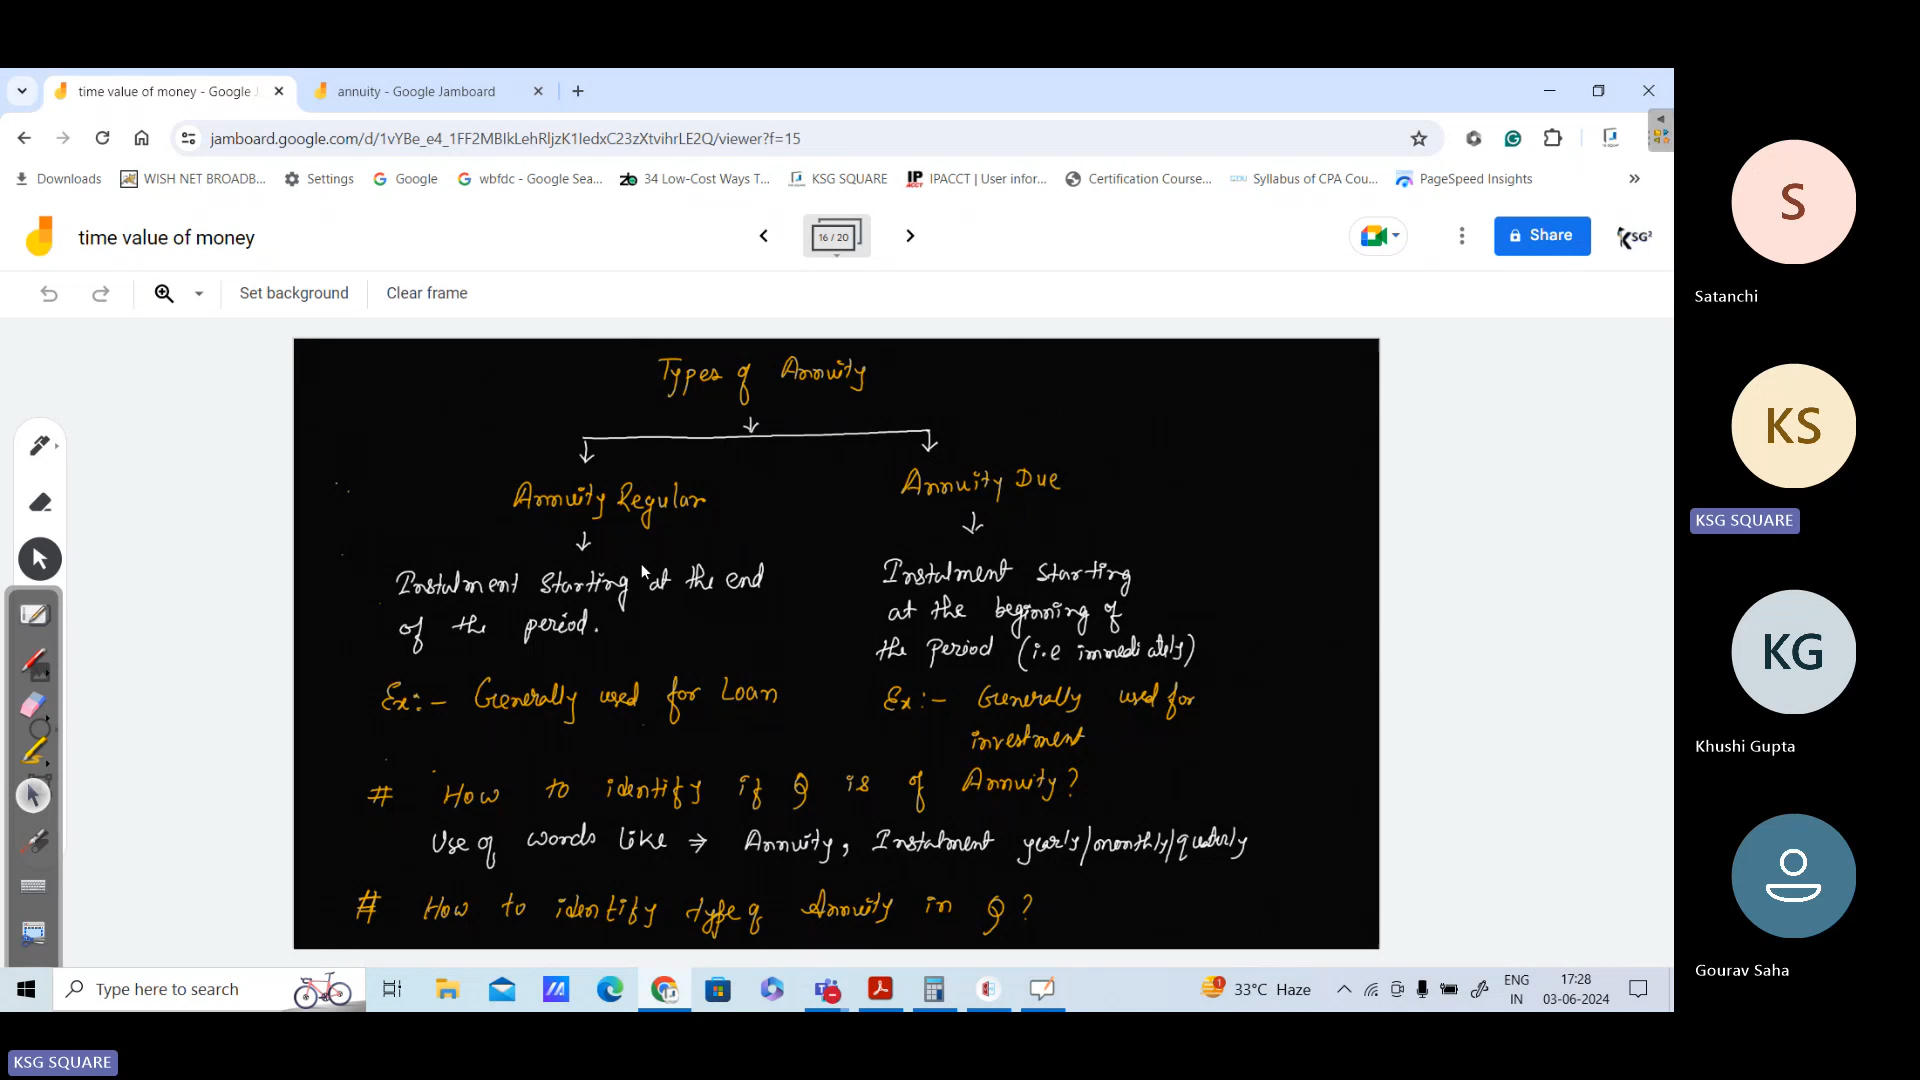 time value of money - Google J
annuity - Google Jamboard
jamboard.google.com/d/1vYBe_e4_1FF2MBIkLehRljzK1IedxC23zXtvihrLE2Q/viewer?f=15
Downloads
WISH NET BROADB...
Settings
Google
wbfdc - Google Sea...
34 Low-Cost Ways T...
KSG SQUARE
IPACCT | User infor...
Certification Course...
Syllabus of CPA Cou...
PageSpeed Insights
time value of money
16 / 20
Share
KSG²
Set background
Clear frame
Types of Annuity
Annuity Regular
Annuity Due
Instalment Starting at the end
of the period.
Instalment Starting
at the beginning of
the Period (i.e immediately)
Ex:- Generally used for Loan
Ex:- Generally used for
investment
# How to identify if Q is of Annuity?
Use of words like ⇒ Annuity, Instalment yearly/monthly/quaterly
# How to identify type of Annuity in Q?
Type here to search
33°C Haze
ENG
IN
17:28
03-06-2024
S
Satanchi
KS
KSG SQUARE
KG
Khushi Gupta
Gourav Saha
KSG SQUARE